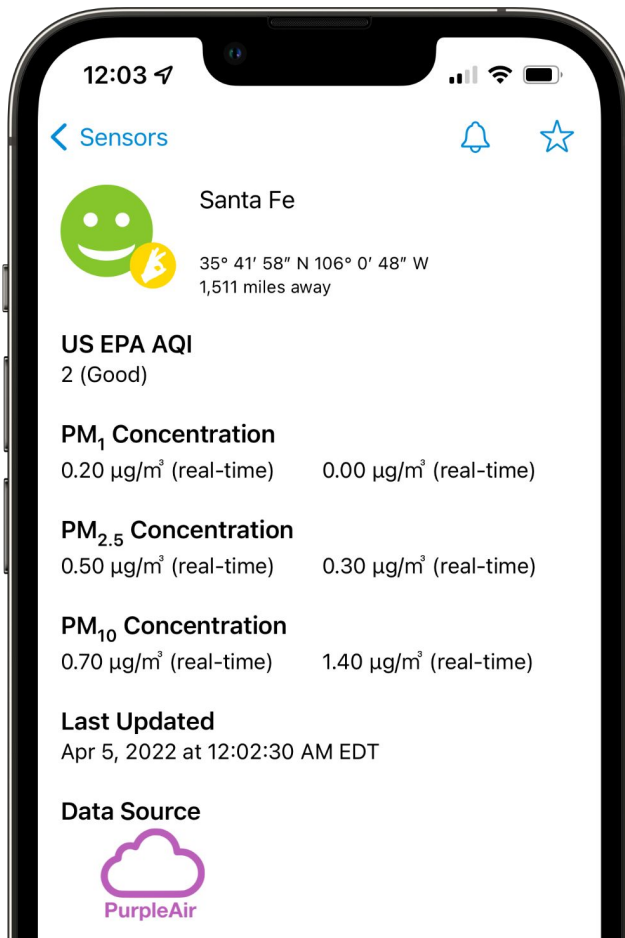 12:03
Sensors
Santa Fe
35° 41′ 58″ N 106° 0′ 48″ W
1,511 miles away
US EPA AQI
2 (Good)
PM₁ Concentration
0.20 µg/m³ (real-time) 0.00 µg/m³ (real-time)
PM₂.₅ Concentration
0.50 µg/m³ (real-time) 0.30 µg/m³ (real-time)
PM₁₀ Concentration
0.70 µg/m³ (real-time) 1.40 µg/m³ (real-time)
Last Updated
Apr 5, 2022 at 12:02:30 AM EDT
Data Source
PurpleAir